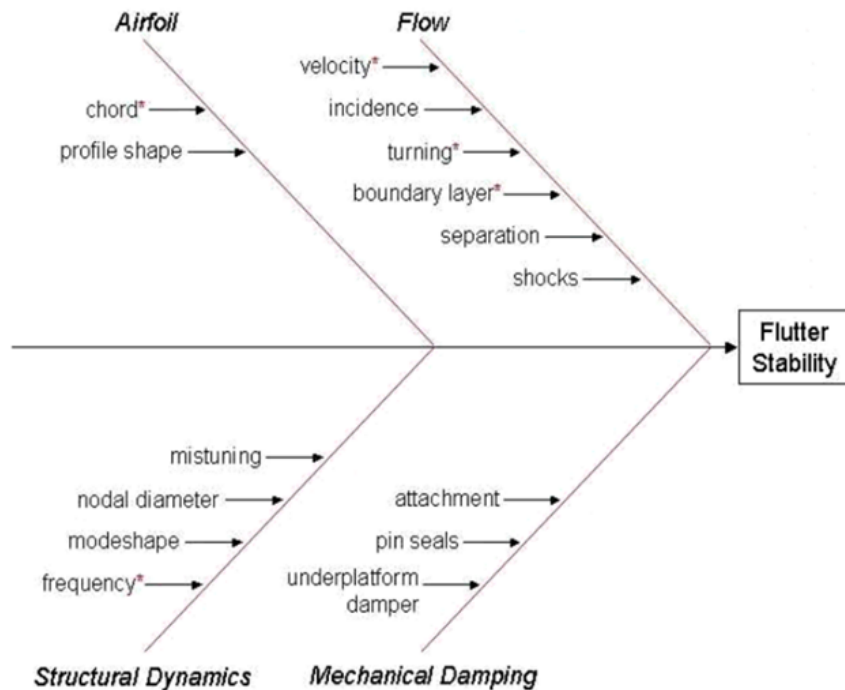 Airfoil
Flow
velocity*
incidence
chord*
profile shape
turning*
boundary layer*
separation
shocks
Flutter
Stability
mistuning
nodal diameter
modeshape
frequency*
attachment
pin seals
underplatform
damper
Structural Dynamics
Mechanical Damping